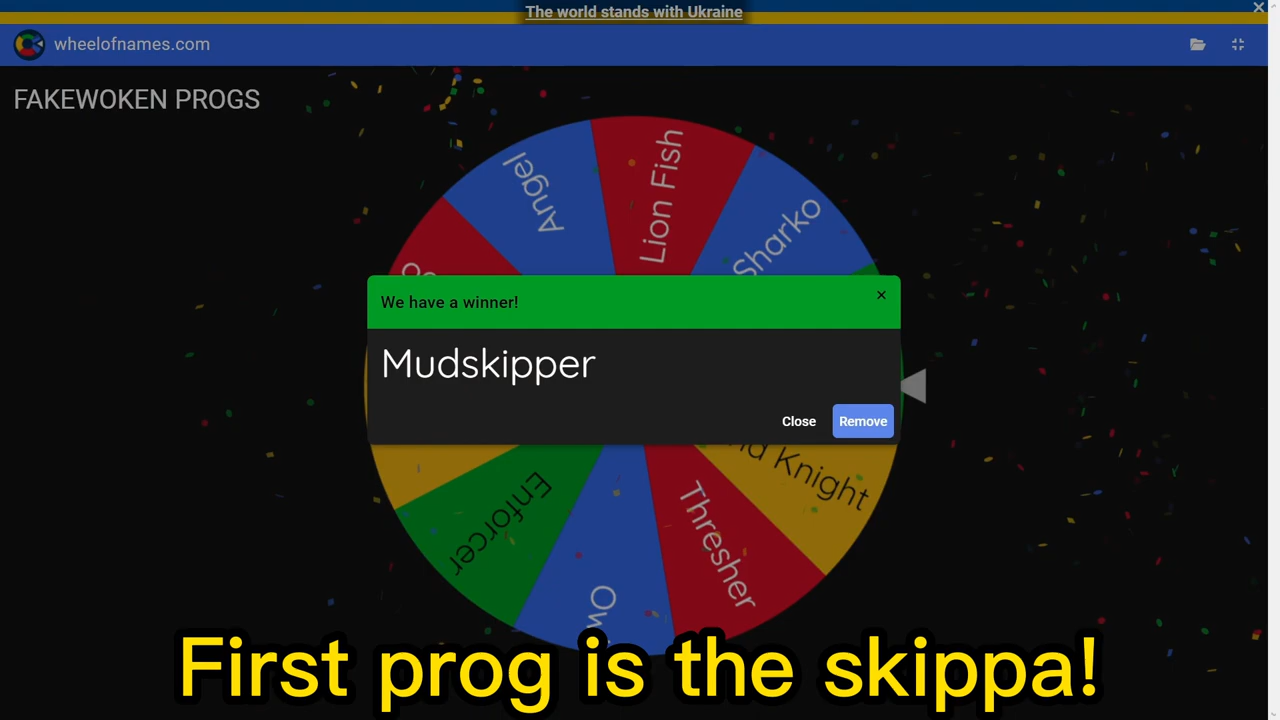 The world stands with Ukraine
wheelofnames.com
FAKEWOKEN PROGS
Angel
Lion Fish
Sharko
We have a winner!
Mudskipper
Close
Remove
Knight
Enforcer
Thresher
First prog is the skippa!